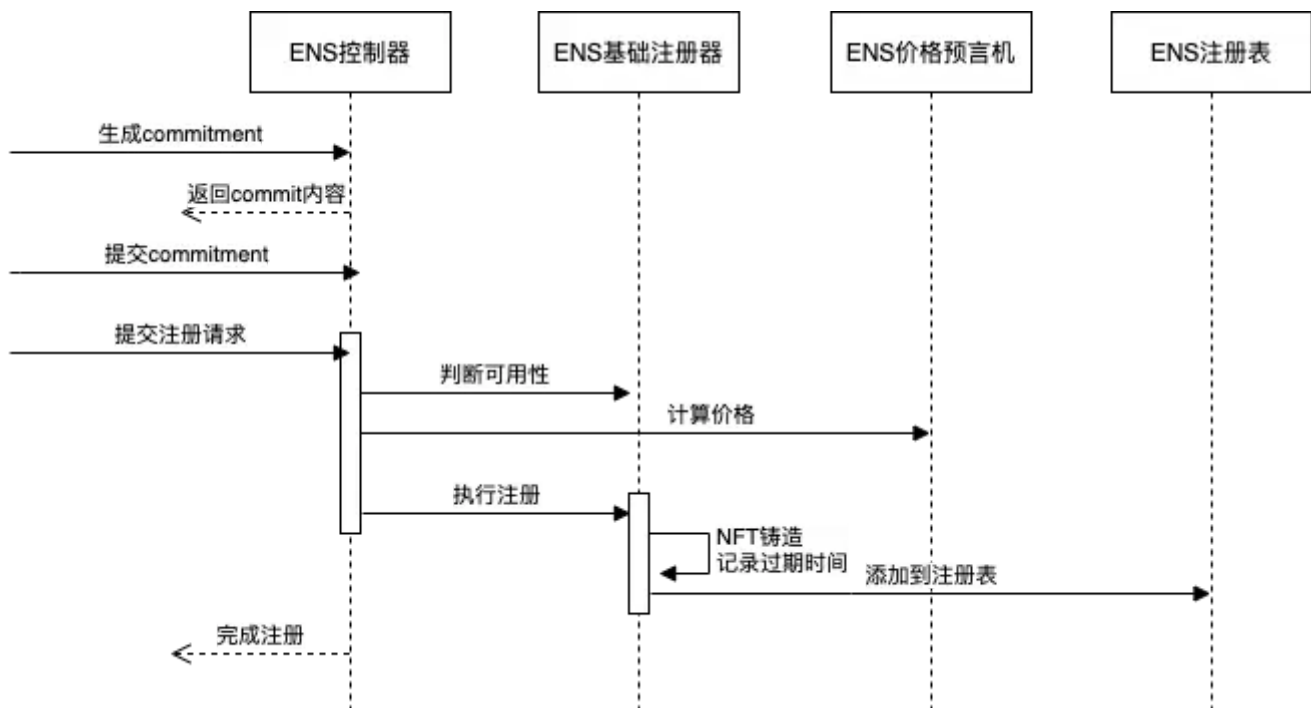 ENS控制器
ENS基础注册器
ENS价格预言机
ENS注册表
生成commitment
返回commit内容
提交commitment
提交注册请求
判断可用性
计算价格
执行注册
NFT铸造
记录过期时间
添加到注册表
完成注册